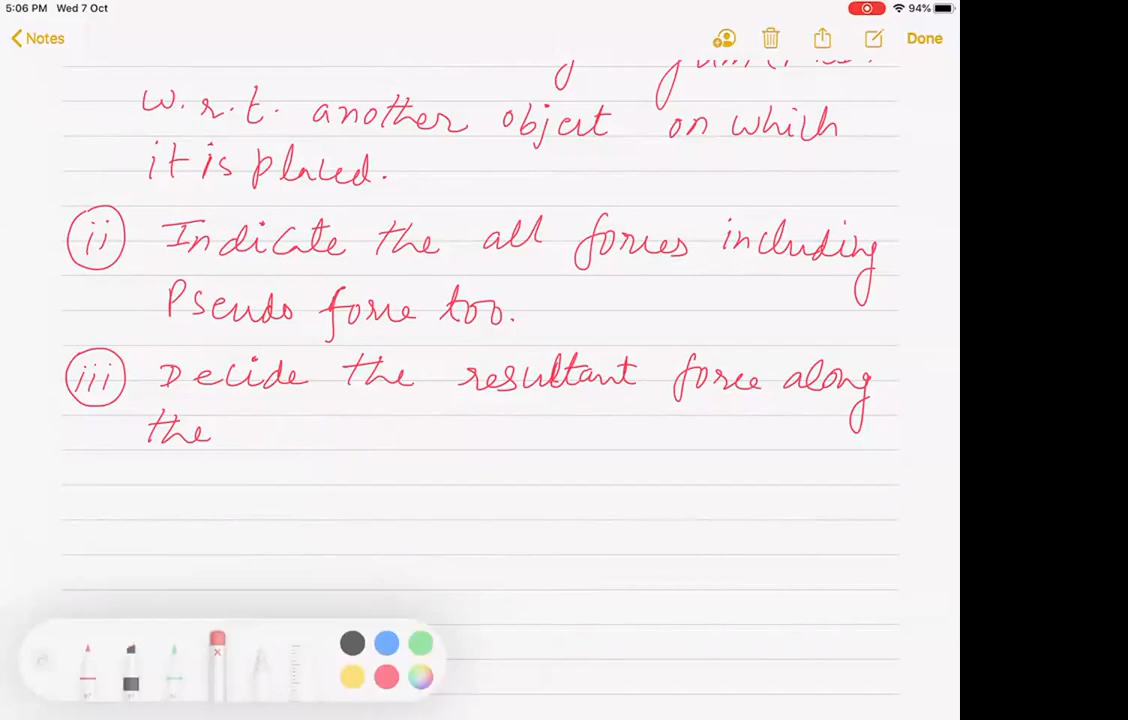 5:06 PM Wed 7 Oct 94%
Notes Done
w.r.t. another object on which
it is placed.
ii Indicate the all forces including
Pseudo force too.
iii Decide the resultant force along
the